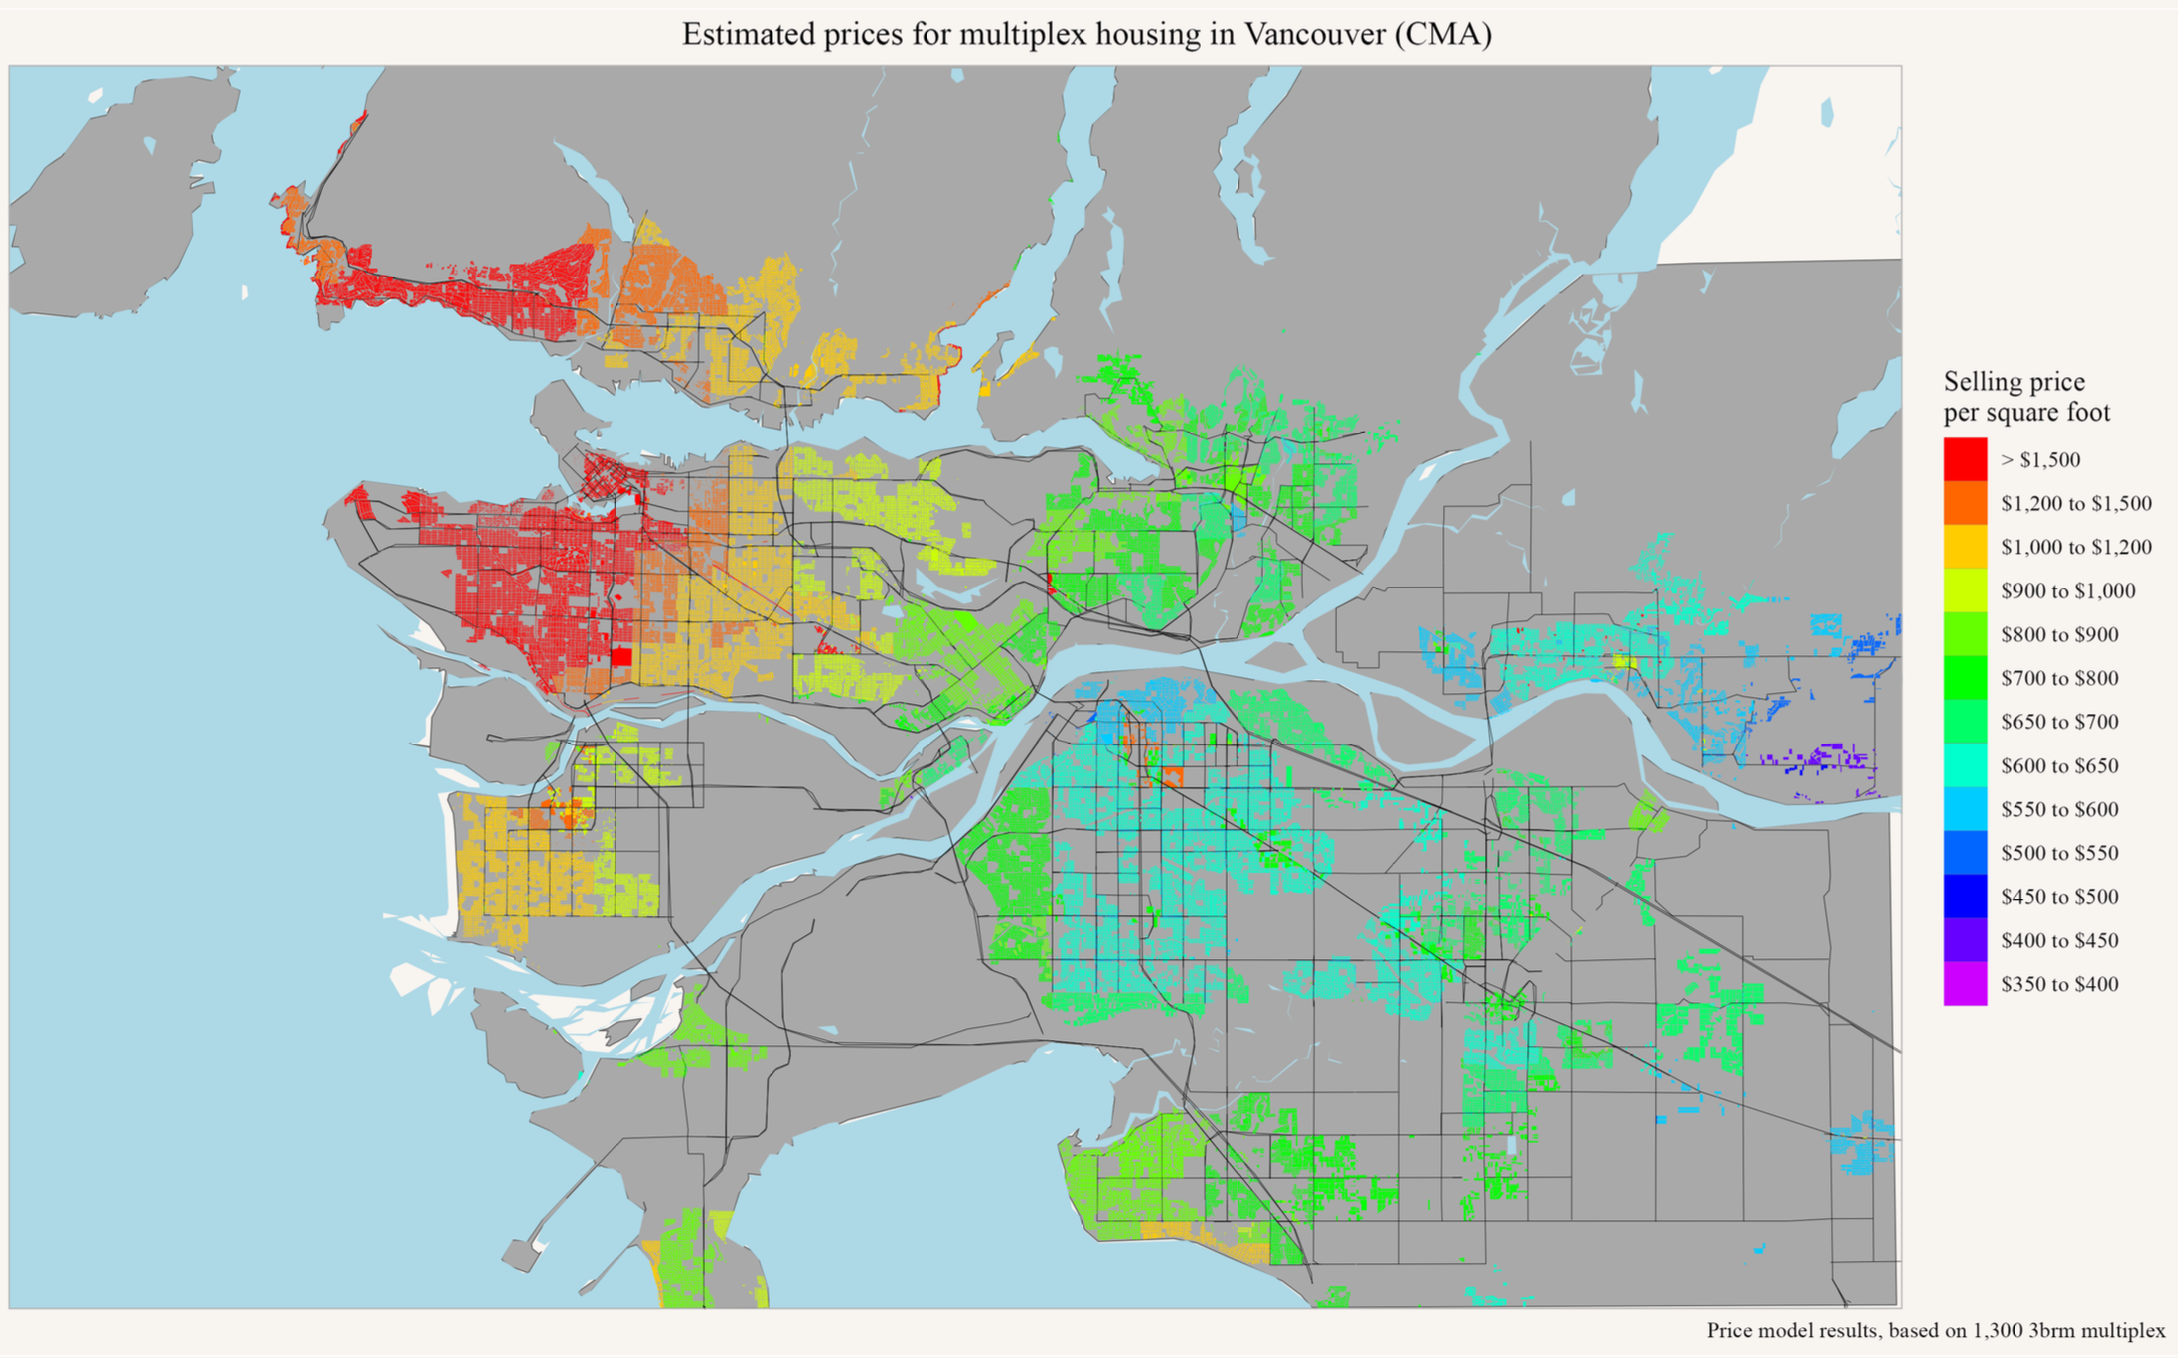 Estimated prices for multiplex housing in Vancouver (CMA)
Selling price
per square foot
> $1,500
$1,200 to $1,500
$1,000 to $1,200
$900 to $1,000
$800 to $900
$700 to $800
$650 to $700
$600 to $650
$550 to $600
$500 to $550
$450 to $500
$400 to $450
$350 to $400
Price model results, based on 1,300 3brm multiplex